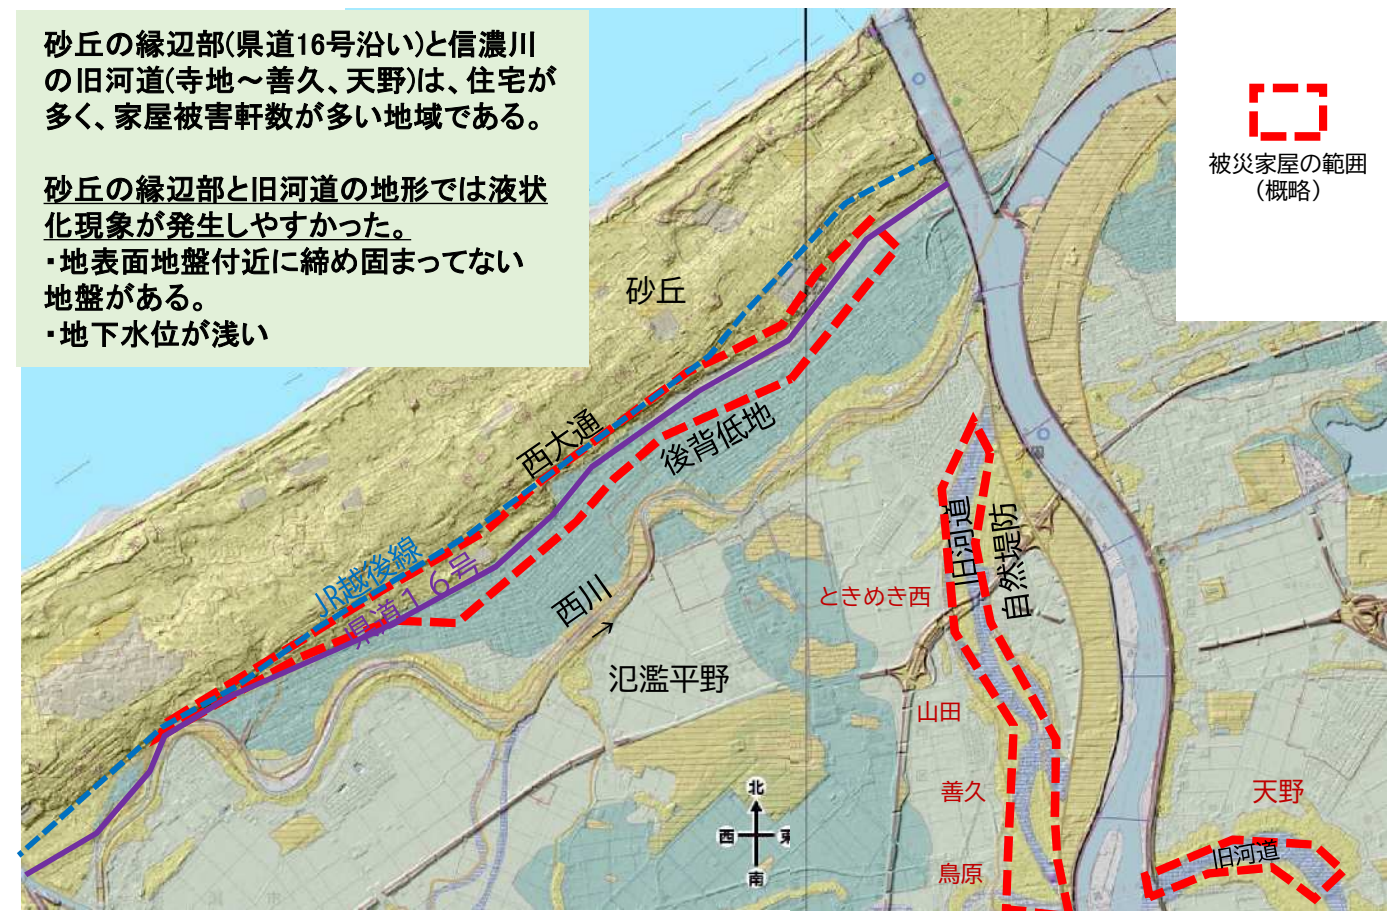 砂丘の縁辺部(県道16号沿い)と信濃川
の旧河道(寺地～善久、天野)は、住宅が
多く、家屋被害軒数が多い地域である。
砂丘の縁辺部と旧河道の地形では液状
化現象が発生しやすかった。
・地表面地盤付近に締め固まってない
地盤がある。
・地下水位が浅い
被災家屋の範囲
（概略）
砂丘
西大通
後背低地
JR越後線
県道１６号
西川
→
氾濫平野
旧河道
自然堤防
ときめき西
山田
善久
鳥原
天野
旧河道
北
西
南